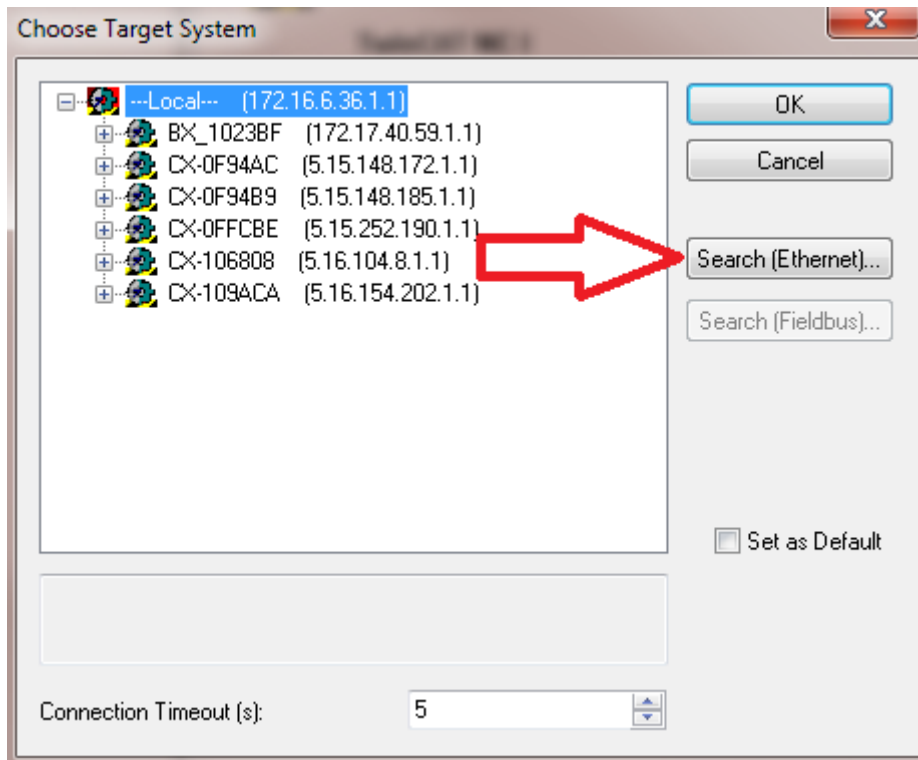 Choose Target System
---Local--- (172.16.6.36.1.1)
BX_1023BF (172.17.40.59.1.1)
CX-0F94AC (5.15.148.172.1.1)
CX-0F94B9 (5.15.148.185.1.1)
CX-0FFCBE (5.15.252.190.1.1)
CX-106808 (5.16.104.8.1.1)
CX-109ACA (5.16.154.202.1.1)
OK
Cancel
Search (Ethernet)...
Search (Fieldbus)...
Set as Default
Connection Timeout (s):
5